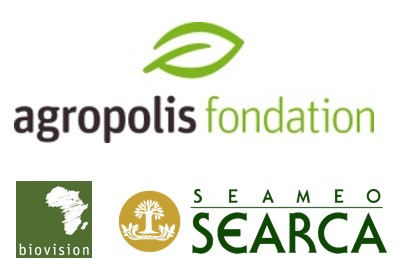 agropolis fondation
biovision
SEAMEO
SEARCA